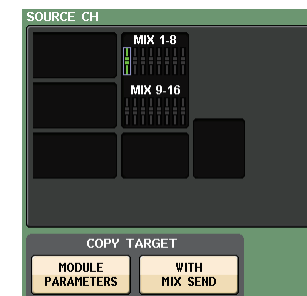 SOURCE CH
MIX 1-8
MIX 9-16
COPY TARGET
MODULE
PARAMETERS
WITH
MIX SEND